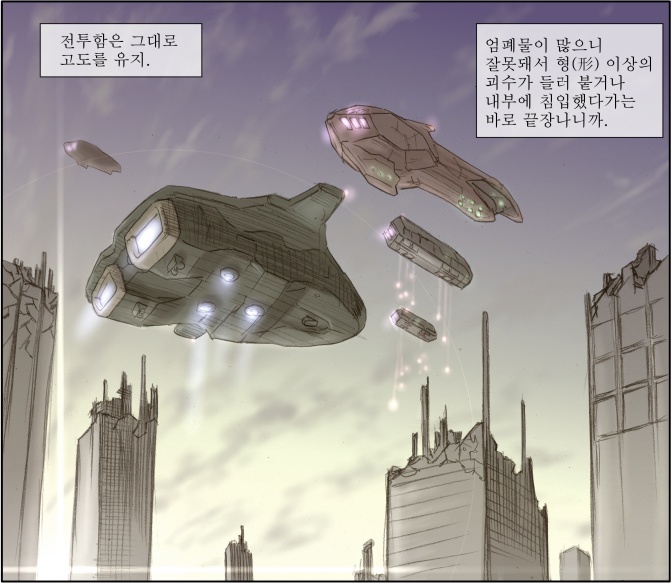 전투함은 그대로
고도를 유지.
엄폐물이 많으니
잘못돼서 형(形) 이상의
괴수가 들러 붙거나
내부에 침입했다가는
바로 끝장나니까.